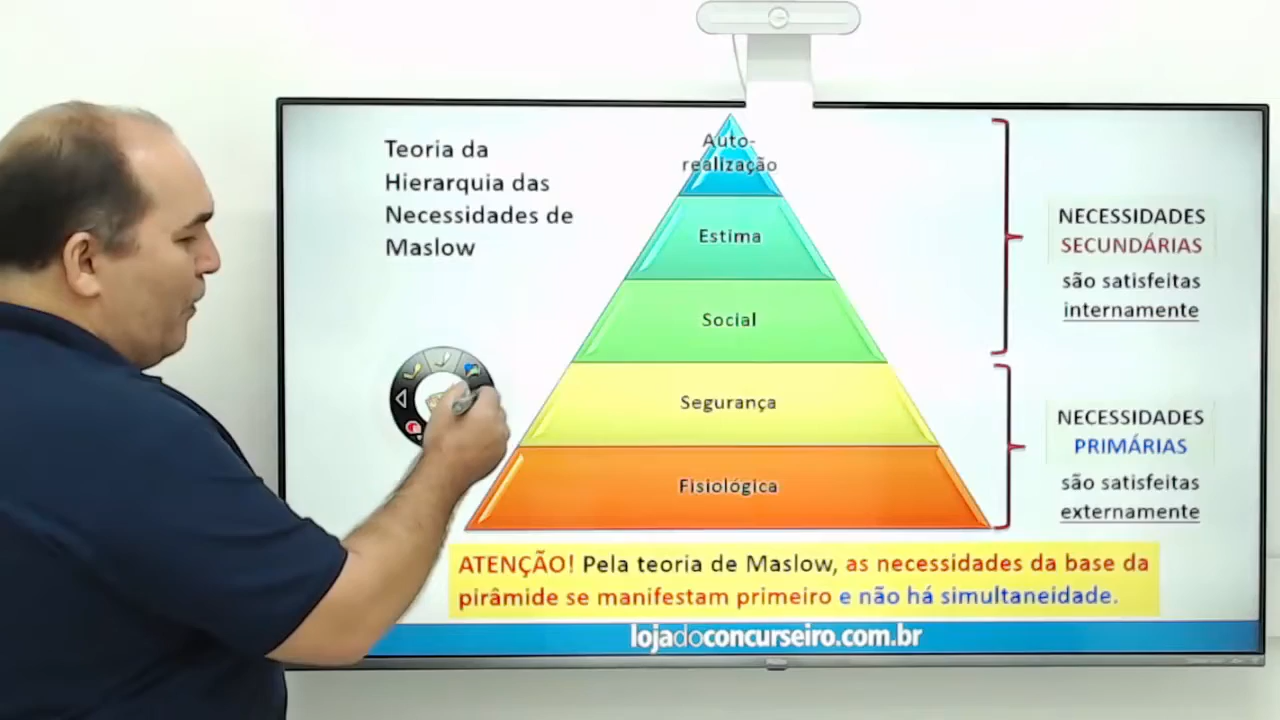 Teoria da
Hierarquia das
Necessidades de
Maslow
Auto-
realização
Estima
Social
Segurança
Fisiológica
NECESSIDADES
SECUNDÁRIAS
são satisfeitas
internamente
NECESSIDADES
PRIMÁRIAS
são satisfeitas
externamente
ATENÇÃO! Pela teoria de Maslow, as necessidades da base da
pirâmide se manifestam primeiro e não há simultaneidade.
lojadoconcurseiro.com.br